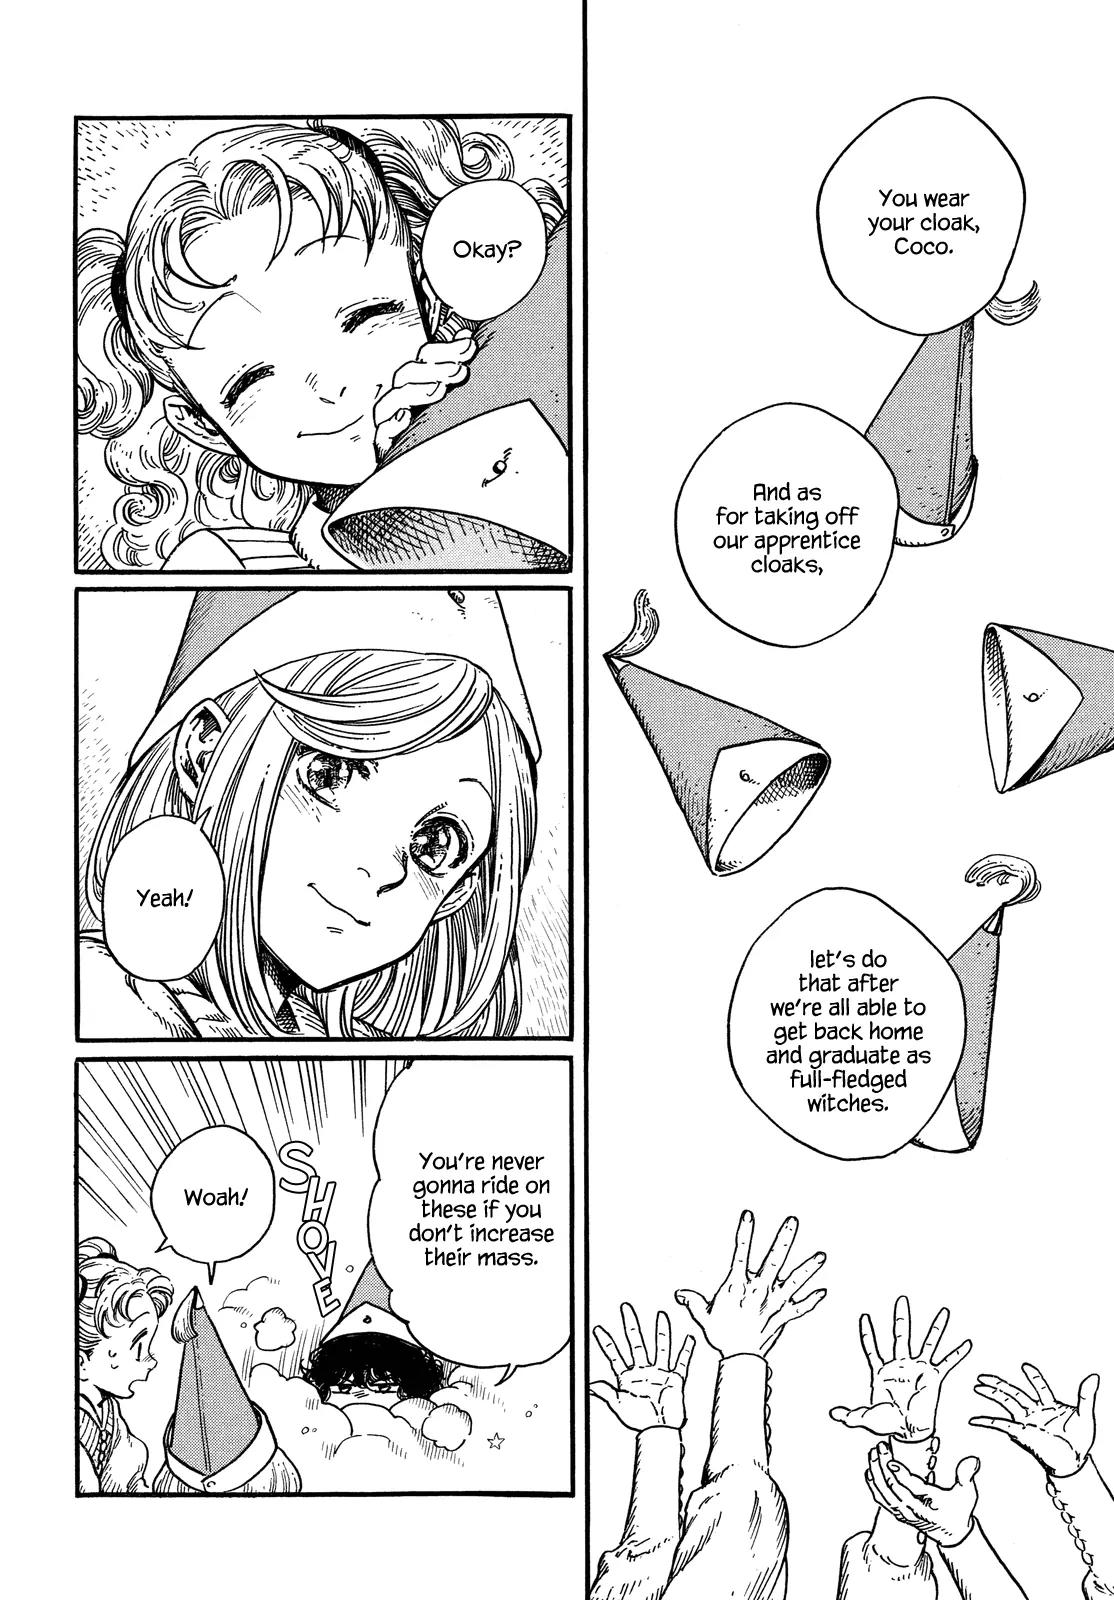 You wear
your cloak,
Coco.
And as
for taking off
our apprentice
cloaks,
let's do
that after
we're all able to
get back home
and graduate as
full-fledged
witches.
Okay?
Yeah!
You're never
gonna ride on
these if you
don't increase
their mass.
SHOVE
Woah!